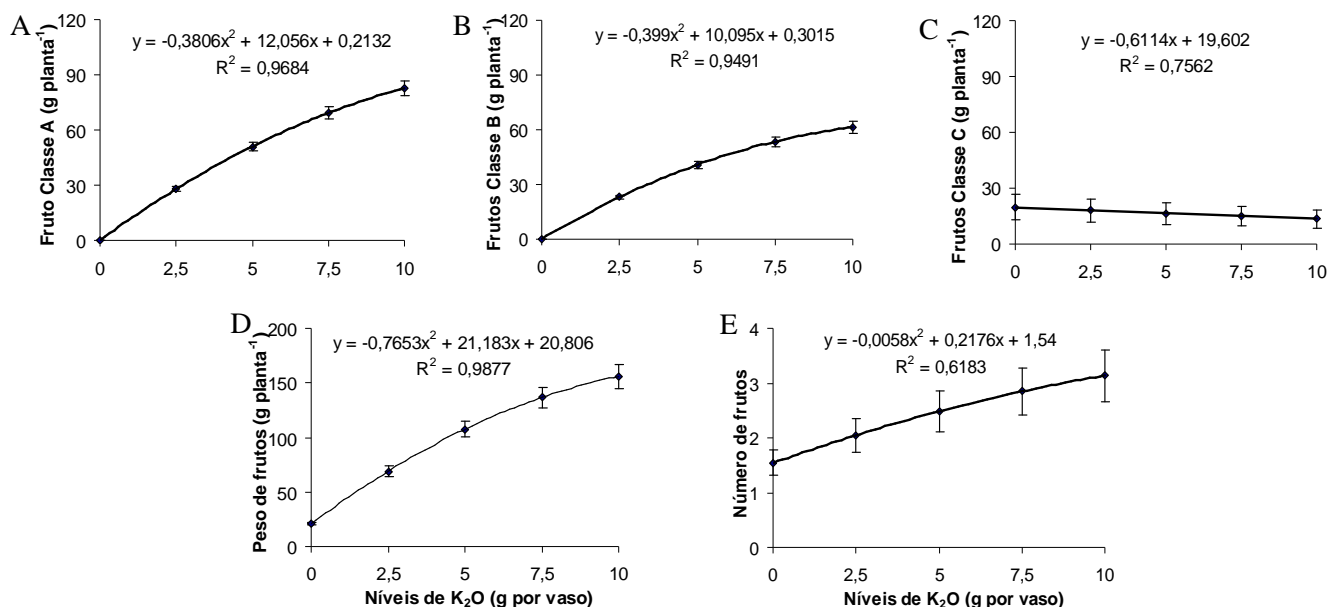 A
y = -0,3806x² + 12,056x + 0,2132
R² = 0,9684
Fruto Classe A (g planta⁻¹)
120
90
60
30
0
0 2,5 5 7,5 10
B
y = -0,399x² + 10,095x + 0,3015
R² = 0,9491
Frutos Classe B (g planta⁻¹)
120
90
60
30
0
0 2,5 5 7,5 10
C
y = -0,6114x + 19,602
R² = 0,7562
Frutos Classe C (g planta⁻¹)
120
90
60
30
0
0 2,5 5 7,5 10
D
y = -0,7653x² + 21,183x + 20,806
R² = 0,9877
Peso de frutos (g planta⁻¹)
200
150
100
50
0
0 2,5 5 7,5 10
Níveis de K₂O (g por vaso)
E
y = -0,0058x² + 0,2176x + 1,54
R² = 0,6183
Número de frutos
4
3
2
1
0
0 2,5 5 7,5 10
Níveis de K₂O (g por vaso)